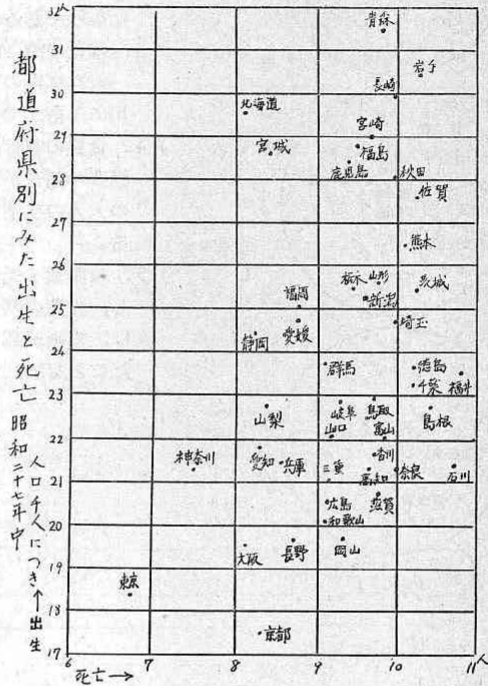 都道府県別にみた出生と死亡 昭和二十七年中
人口千人につき↑出生
32人
31
30
29
28
27
26
25
24
23
22
21
20
19
18
17
青森
岩手
長崎
北海道
宮崎
宮城
福島
鹿児島
秋田
佐賀
熊本
栃木
山形
茨城
福岡
新潟
埼玉
静岡
愛媛
群馬
徳島
千葉
福井
岐阜
鳥取
山梨
山口
富山
島根
神奈川
愛知
兵庫
三重
香川
高知
奈良
石川
広島
滋賀
和歌山
大阪
長野
岡山
東京
京都
6
7
8
9
10
11人
死亡→